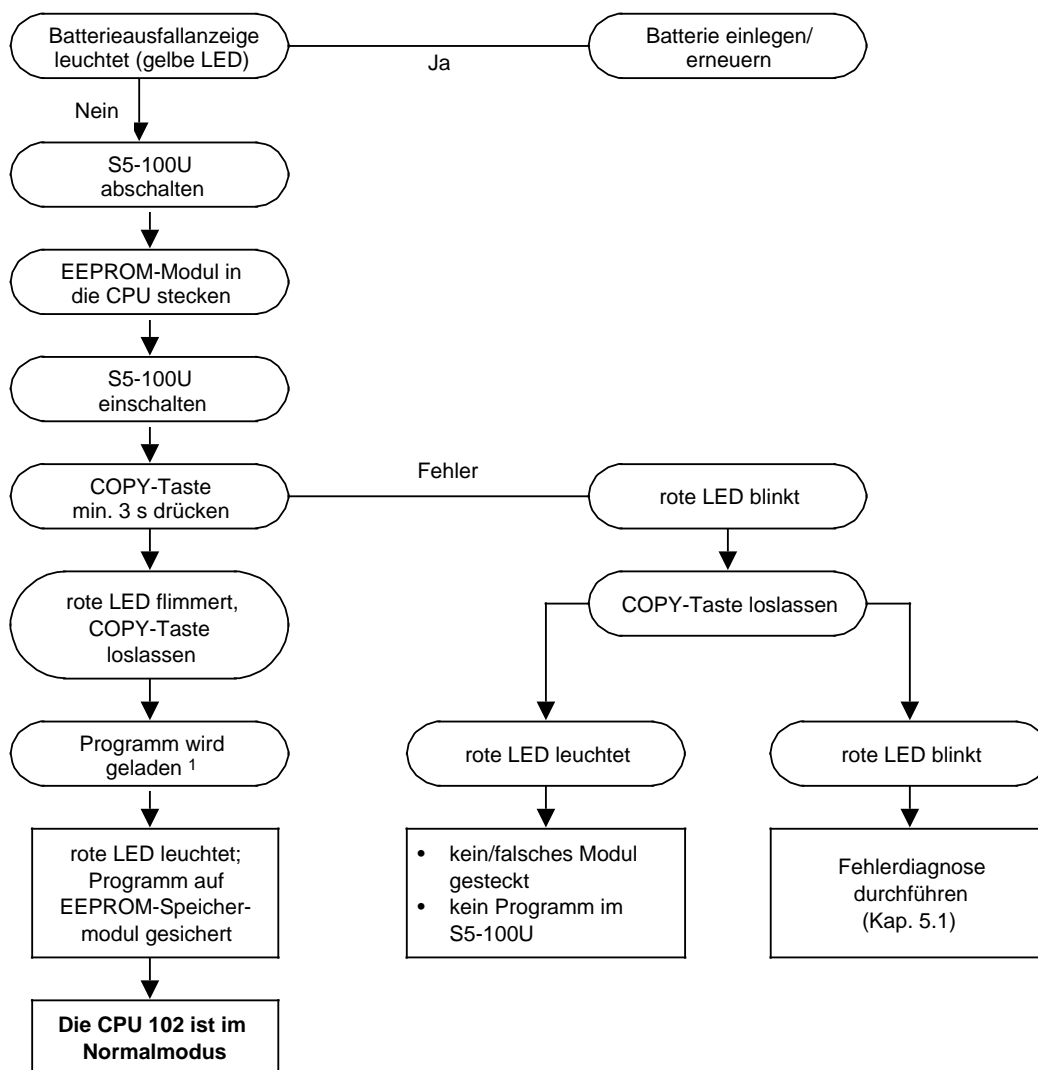 Batterieausfallanzeige
leuchtet (gelbe LED)
Ja
Batterie einlegen/
erneuern
Nein
S5-100U
abschalten
EEPROM-Modul in
die CPU stecken
S5-100U
einschalten
COPY-Taste
min. 3 s drücken
Fehler
rote LED blinkt
rote LED flimmert,
COPY-Taste
loslassen
COPY-Taste loslassen
Programm wird
geladen 1
rote LED leuchtet
rote LED blinkt
rote LED leuchtet;
Programm auf
EEPROM-Speicher-
modul gesichert
• kein/falsches Modul
gesteckt
• kein Programm im
S5-100U
Fehlerdiagnose
durchführen
(Kap. 5.1)
Die CPU 102 ist im
Normalmodus